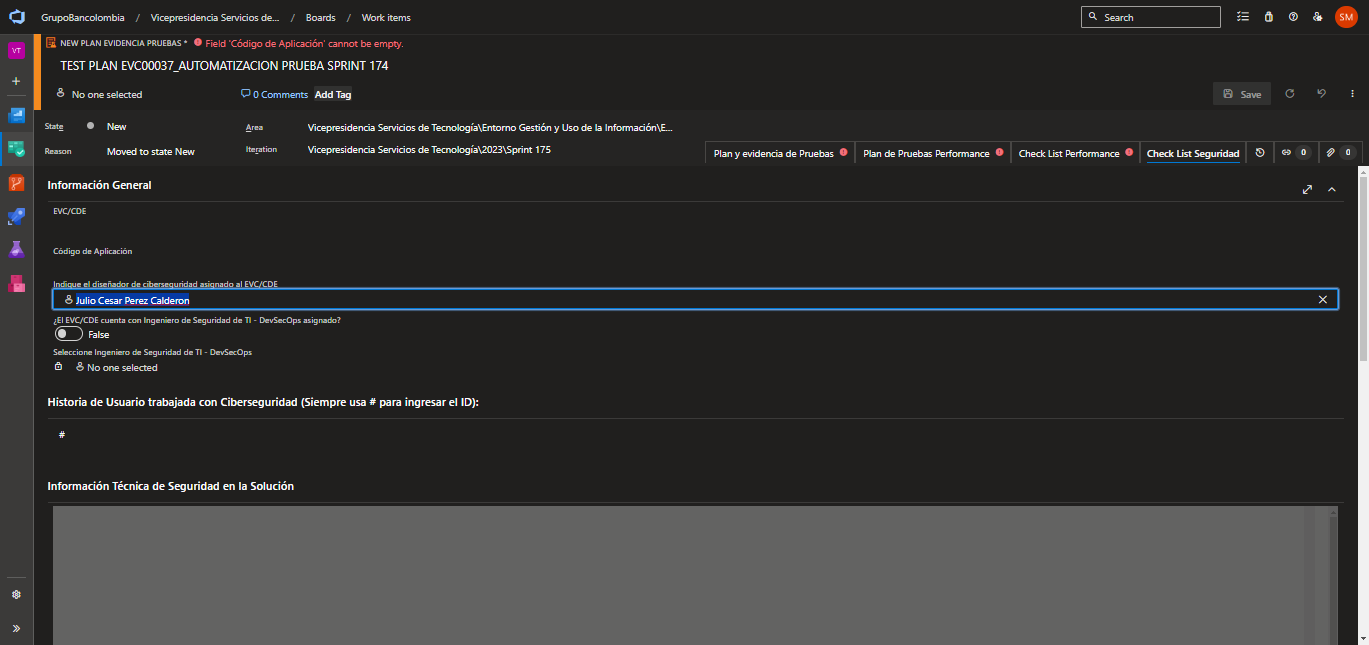 GrupoBancolombia / Vicepresidencia Servicios de... / Boards / Work items
Search
SM
VT
NEW PLAN EVIDENCIA PRUEBAS * Field 'Código de Aplicación' cannot be empty.
TEST PLAN EVC00037_AUTOMATIZACION PRUEBA SPRINT 174
No one selected
0 Comments
Add Tag
Save
State
New
Area
Vicepresidencia Servicios de Tecnología\Entorno Gestión y Uso de la Información\E...
Reason
Moved to state New
Iteration
Vicepresidencia Servicios de Tecnología\2023\Sprint 175
Plan y evidencia de Pruebas
Plan de Pruebas Performance
Check List Performance
Check List Seguridad
0
0
Información General
EVC/CDE
Código de Aplicación
Indique el diseñador de ciberseguridad asignado al EVC/CDE
Julio Cesar Perez Calderon
¿El EVC/CDE cuenta con Ingeniero de Seguridad de TI - DevSecOps asignado?
False
Seleccione Ingeniero de Seguridad de TI - DevSecOps
No one selected
Historia de Usuario trabajada con Ciberseguridad (Siempre usa # para ingresar el ID):
#
Información Técnica de Seguridad en la Solución